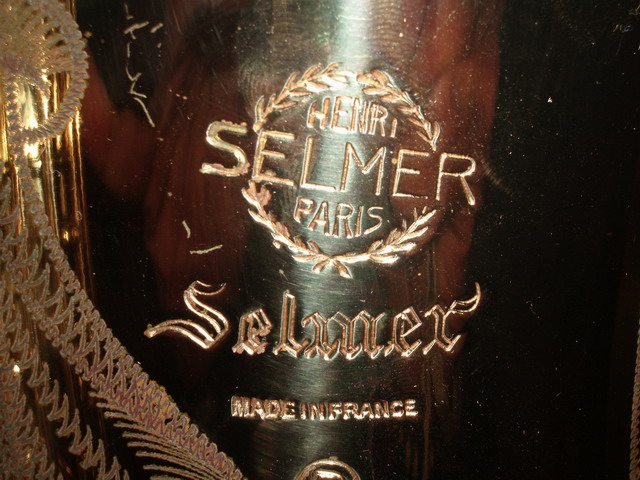 HENRI
SELMER
PARIS
Selmer
MADE IN FRANCE
R